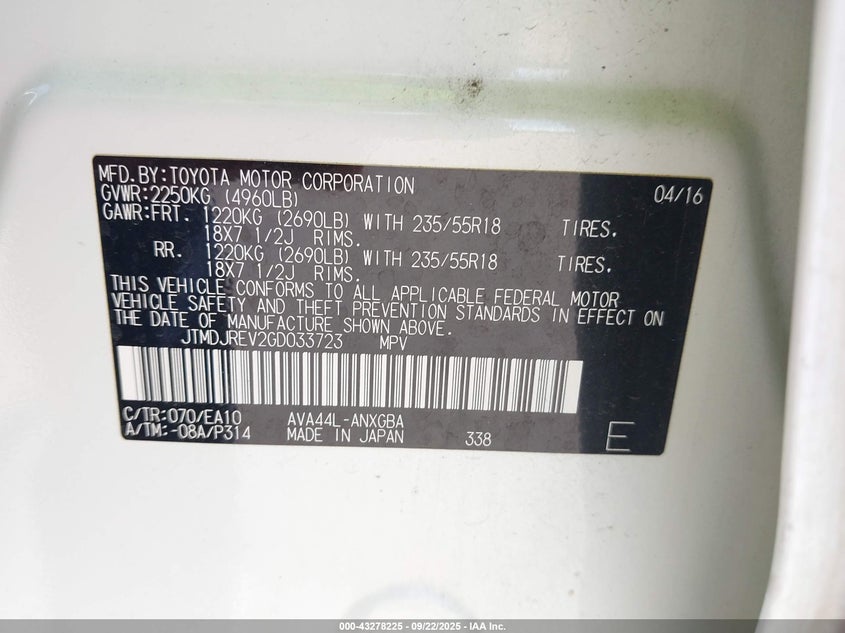 MFD.BY:TOYOTA MOTOR CORPORATION 04/16
GVWR:2250KG (4960LB)
GAWR:FRT. 1220KG (2690LB) WITH 235/55R18 TIRES.
18X7 1/2J RIMS.
RR. 1220KG (2690LB) WITH 235/55R18 TIRES.
18X7 1/2J RIMS.
THIS VEHICLE CONFORMS TO ALL APPLICABLE FEDERAL MOTOR
VEHICLE SAFETY AND THEFT PREVENTION STANDARDS IN EFFECT ON
THE DATE OF MANUFACTURE SHOWN ABOVE.
JTMDJREV2GD033723 MPV
C/TR:070/EA10 AVA44L-ANXGBA
A/TM:-08A/P314 MADE IN JAPAN 338 E
000-43278225 - 09/22/2025 - IAA Inc.